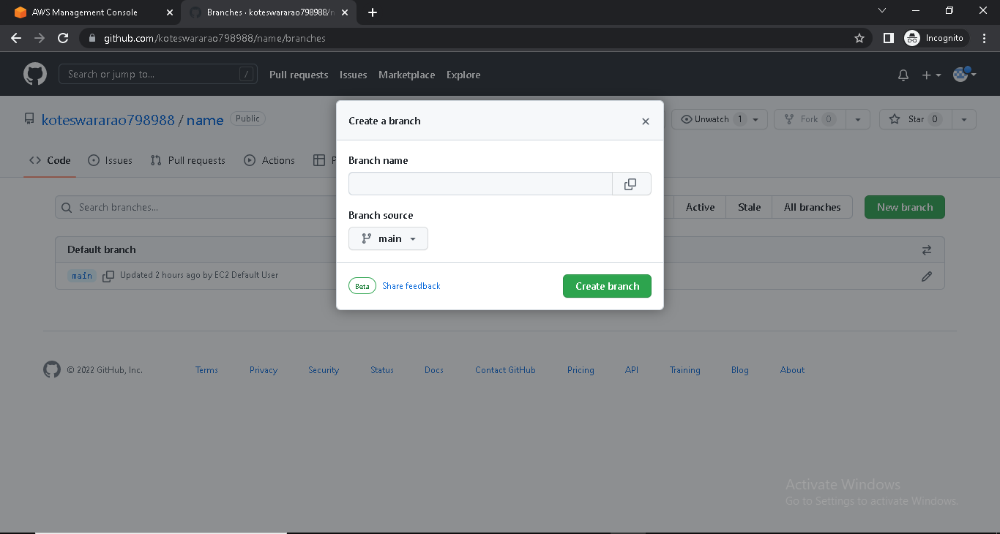 AWS Management Console
Branches · koteswararao798988/n
github.com/koteswararao798988/name/branches
Incognito
Search or jump to...
/
Pull requests
Issues
Marketplace
Explore
koteswararao798988 / name
Public
Unwatch 1
Fork 0
Star 0
Code
Issues
Pull requests
Actions
P
Create a branch
Branch name
Branch source
main
Beta
Share feedback
Create branch
Search branches...
Active
Stale
All branches
New branch
Default branch
main
Updated 2 hours ago by EC2 Default User
© 2022 GitHub, Inc.
Terms
Privacy
Security
Status
Docs
Contact GitHub
Pricing
API
Training
Blog
About
Activate Windows
Go to Settings to activate Windows.